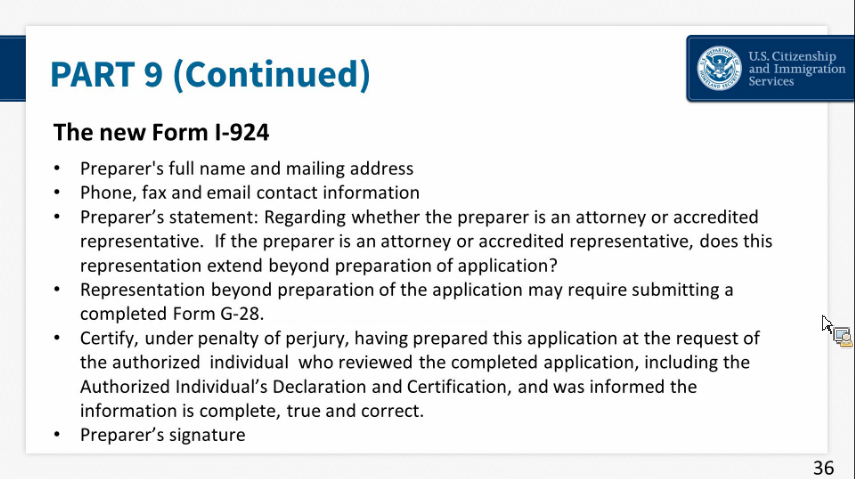 PART 9 (Continued)
U.S. Citizenship
and Immigration
Services
The new Form I-924
• Preparer's full name and mailing address
• Phone, fax and email contact information
• Preparer’s statement: Regarding whether the preparer is an attorney or accredited
representative.  If the preparer is an attorney or accredited representative, does this
representation extend beyond preparation of application?
• Representation beyond preparation of the application may require submitting a
completed Form G-28.
• Certify, under penalty of perjury, having prepared this application at the request of
the authorized  individual  who reviewed the completed application, including the
Authorized Individual’s Declaration and Certification, and was informed the
information is complete, true and correct.
• Preparer’s signature
36